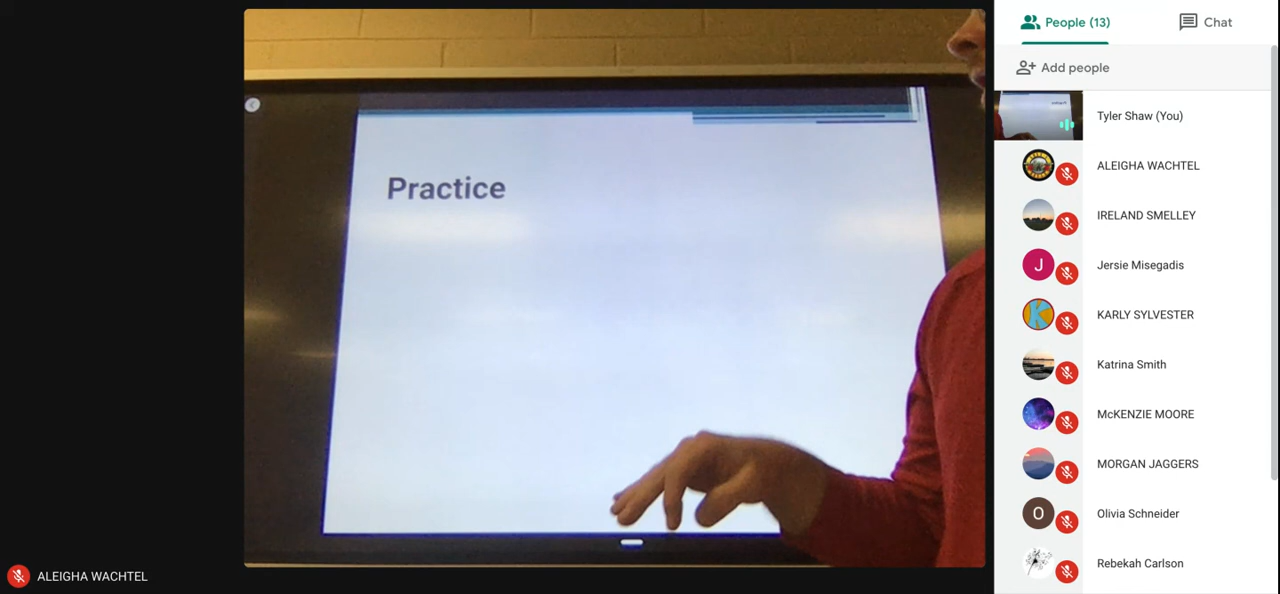 People (13)
Chat
Add people
Practice
Tyler Shaw (You)
ALEIGHA WACHTEL
IRELAND SMELLEY
J
Jersie Misegadis
K
KARLY SYLVESTER
Katrina Smith
McKENZIE MOORE
MORGAN JAGGERS
O
Olivia Schneider
Rebekah Carlson
ALEIGHA WACHTEL